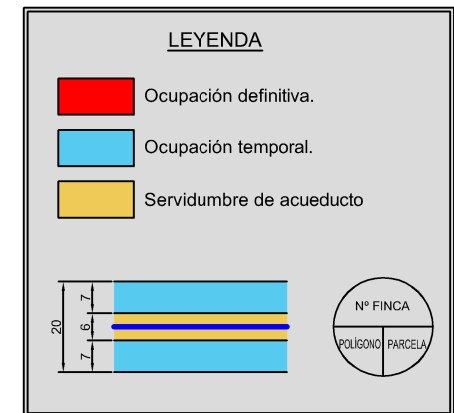 LEYENDA
Ocupación definitiva.
Ocupación temporal.
Servidumbre de acueducto
7
20
6
7
Nº FINCA
POLÍGONO PARCELA